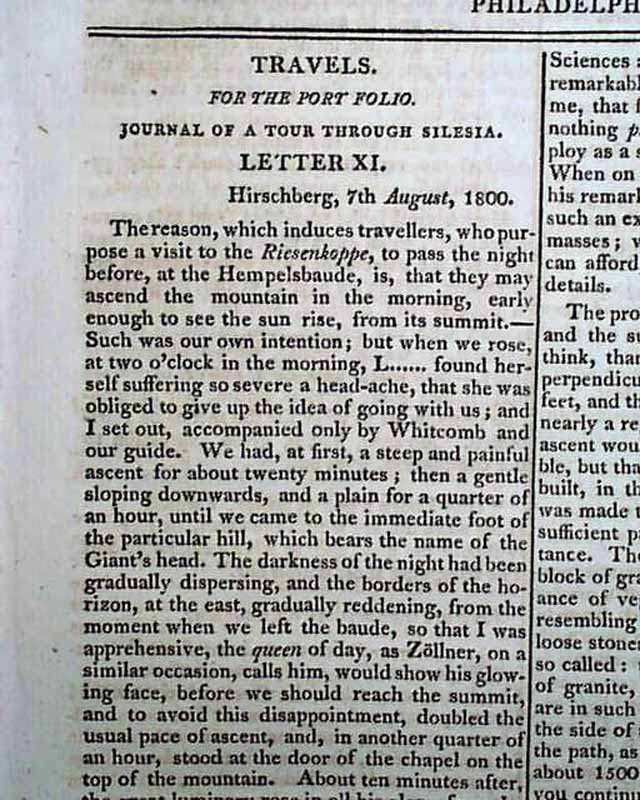 PHILADELPH
TRAVELS.
FOR THE PORT FOLIO.
JOURNAL OF A TOUR THROUGH SILESIA.
LETTER XI.
Hirschberg, 7th August, 1800.
The reason, which induces travellers, who pur-
pose a visit to the Riesenkoppe, to pass the night
before, at the Hempelsbaude, is, that they may
ascend the mountain in the morning, early
enough to see the sun rise, from its summit.—
Such was our own intention; but when we rose,
at two o'clock in the morning, L...... found her-
self suffering so severe a head-ache, that she was
obliged to give up the idea of going with us; and
I set out, accompanied only by Whitcomb and
our guide. We had, at first, a steep and painful
ascent for about twenty minutes; then a gentle
sloping downwards, and a plain for a quarter of
an hour, until we came to the immediate foot of
the particular hill, which bears the name of the
Giant's head. The darkness of the night had been
gradually dispersing, and the borders of the ho-
rizon, at the east, gradually reddening, from the
moment when we left the baude, so that I was
apprehensive, the queen of day, as Zöllner, on a
similar occasion, calls him, would show his glow-
ing face, before we should reach the summit,
and to avoid this disappointment, doubled the
usual pace of ascent, and, in another quarter of
an hour, stood at the door of the chapel on the
top of the mountain. About ten minutes after,
Sciences
remarkabl
me, that
nothing
ploy as a
When on
his remar
such an ex
masses;
can afford
details.
The pro
and the su
think, than
perpendicu
feet, and th
nearly a re
ascent wou
ble, but tha
built, in th
was made
sufficient p
tance. The
block of gra
ance of ve
resembling
loose stone
so called:
of granite,
are in such
the side of
the path, as
about 1500
you continu